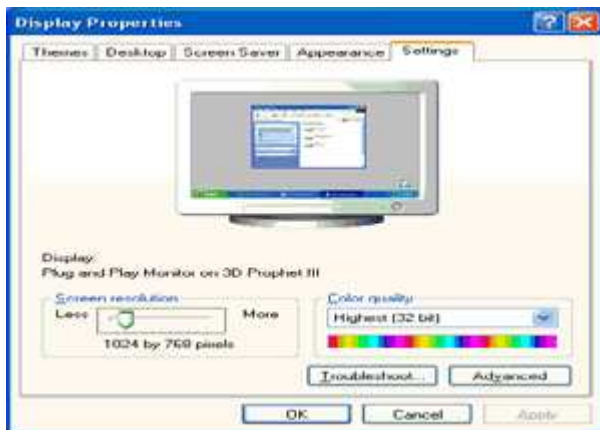 Display Properties
Themes Desktop Screen Saver Appearance Settings
Display:
Plug and Play Monitor on 3D Prophet III
Screen resolution
Less More
1024 by 768 pixels
Color quality
Highest (32 bit)
Troubleshoot... Advanced
OK Cancel Apply